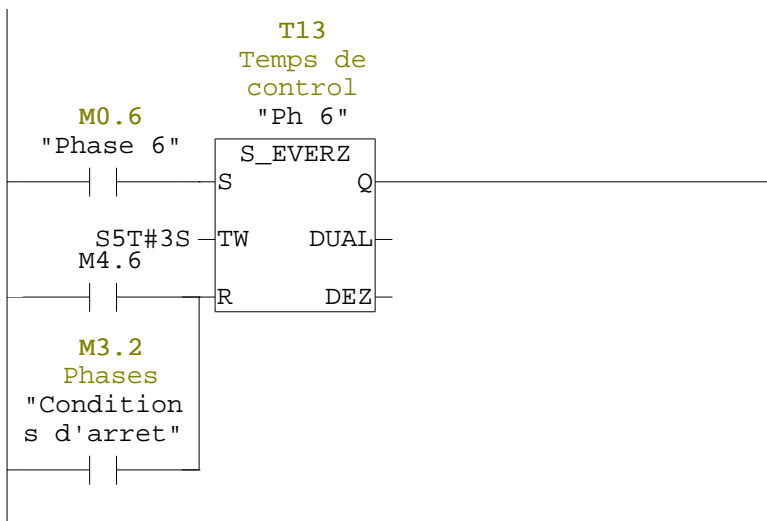 T13
Temps de
control
"Ph 6"
M0.6
"Phase 6"
S_EVERZ
S Q
S5T#3S TW DUAL
M4.6
R DEZ
M3.2
Phases
"Condition
s d'arret"